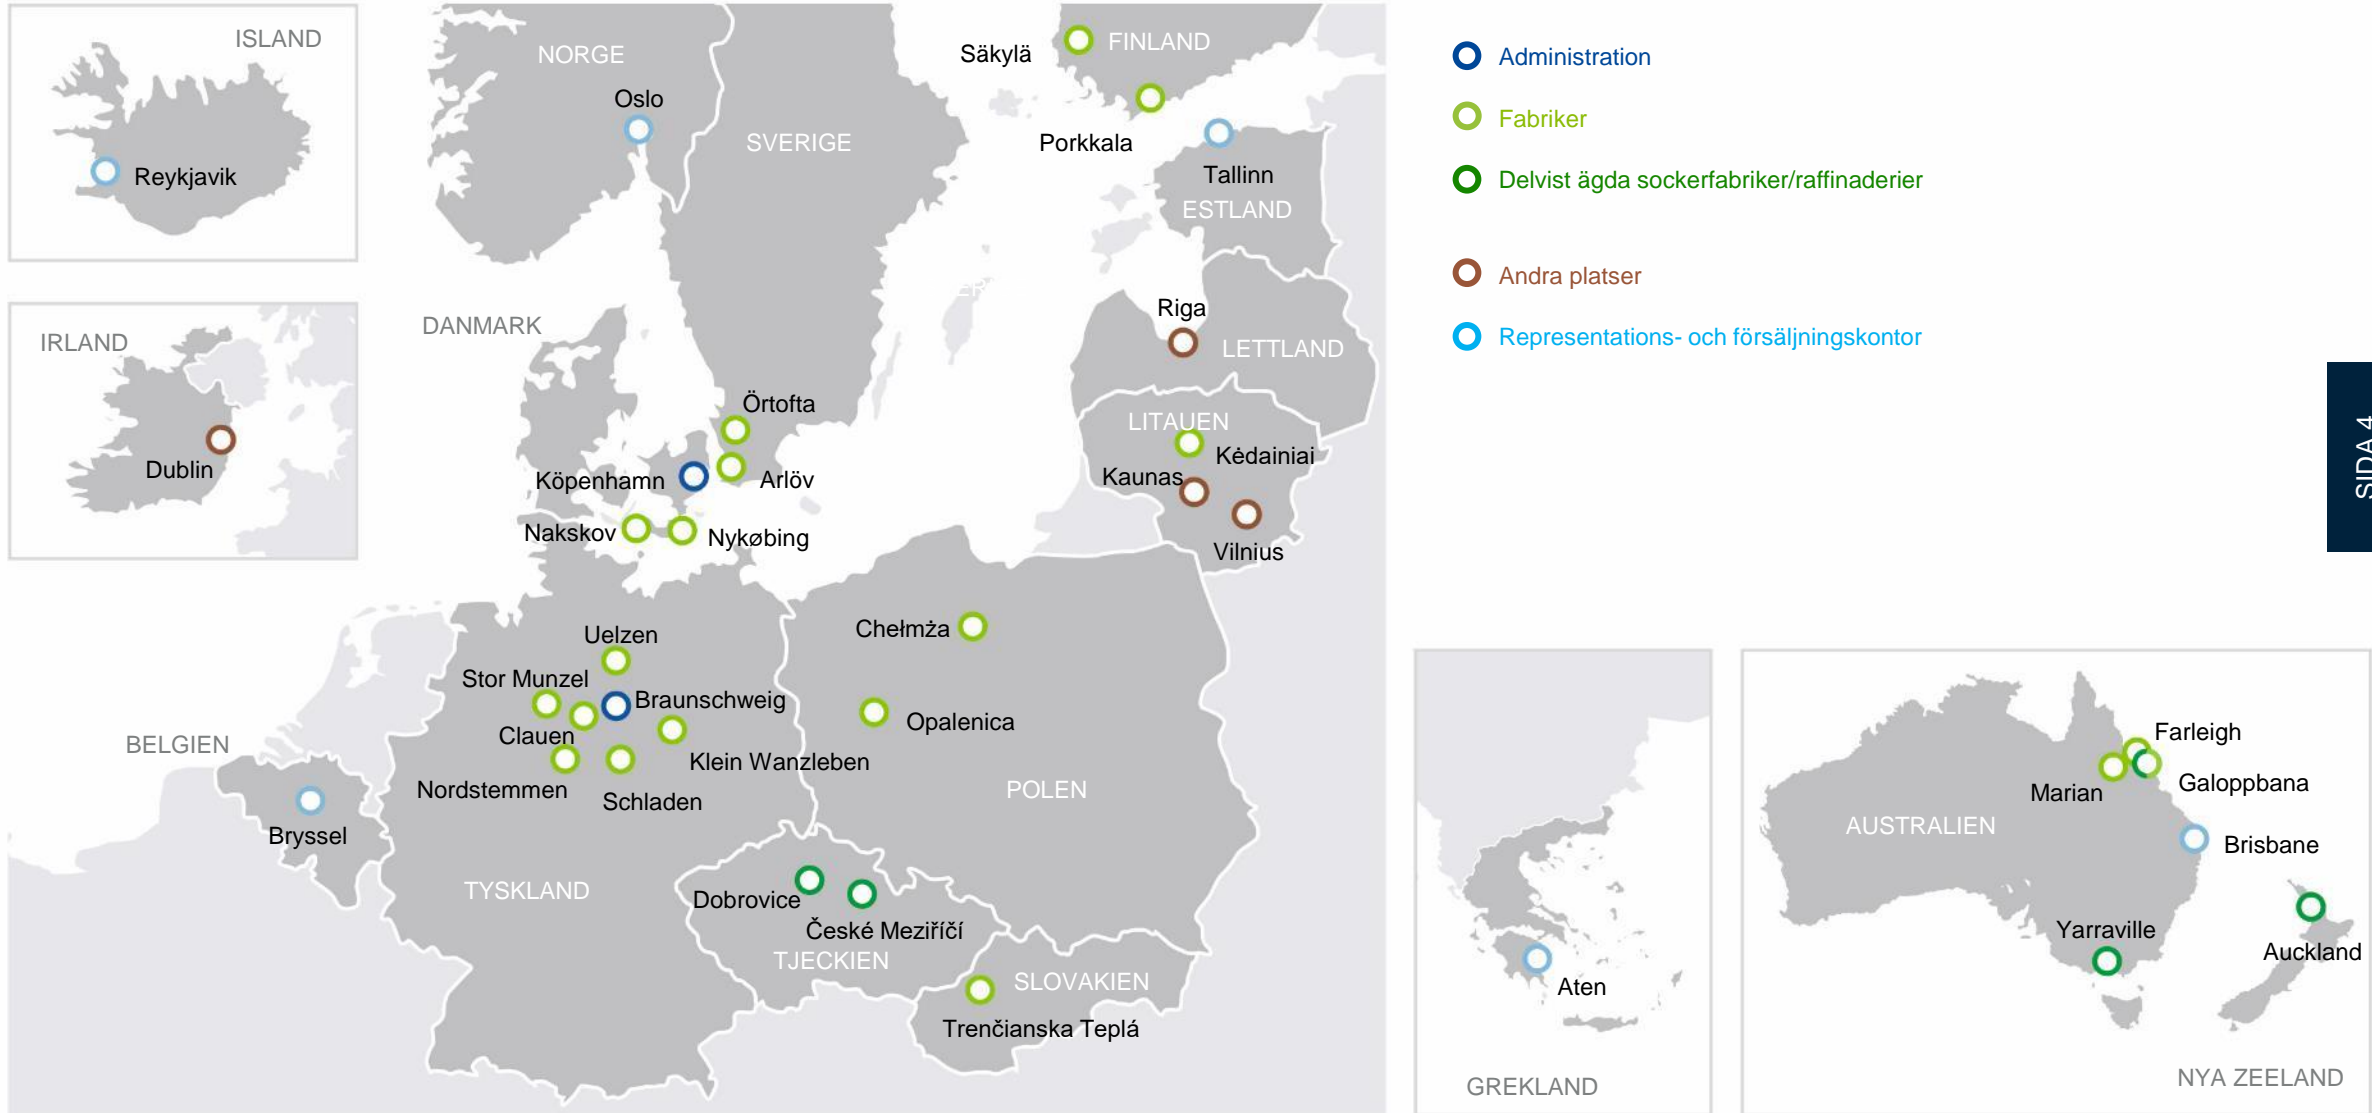 ISLAND
Reykjavik
IRLAND
Dublin
NORGE
Oslo
SVERIGE
Säkylä
FINLAND
Porkkala
Tallinn
ESTLAND
DANMARK
Riga
LETTLAND
LITAUEN
Kėdainiai
Kaunas
Vilnius
Örtofta
Köpenhamn
Arlöv
Nakskov
Nykøbing
Uelzen
Stor Munzel
Braunschweig
Clauen
Klein Wanzleben
Nordstemmen
Schladen
BELGIEN
Bryssel
TYSKLAND
Chełmża
Opalenica
POLEN
Dobrovice
České Meziříčí
TJECKIEN
SLOVAKIEN
Trenčianska Teplá
Administration
Fabriker
Delvist ägda sockerfabriker/raffinaderier
Andra platser
Representations- och försäljningskontor
SIDA 4
Aten
GREKLAND
Farleigh
Galoppbana
Marian
AUSTRALIEN
Brisbane
Yarraville
Auckland
NYA ZEELAND